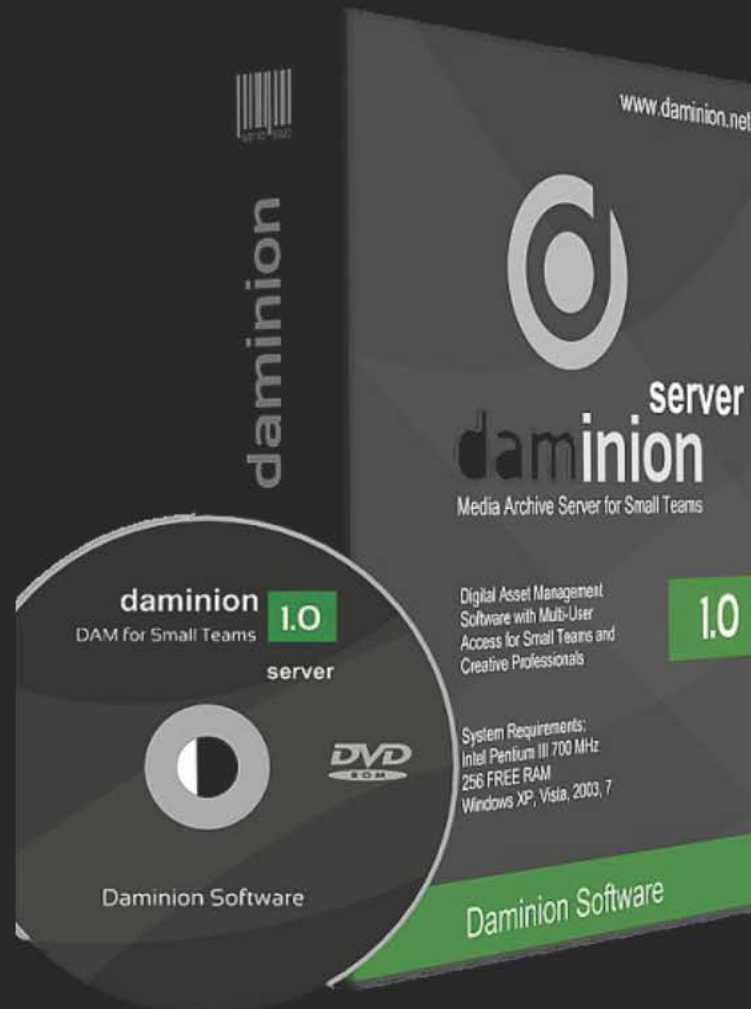 www.daminion.net
daminion
server
daminion
Media Archive Server for Small Teams
Digital Asset Management
Software with Multi-User
Access for Small Teams and
Creative Professionals
1.0
System Requirements:
Intel Pentium III 700 MHz
256 FREE RAM
Windows XP, Vista, 2003, 7
Daminion Software
daminion 1.0
DAM for Small Teams
server
DVD
ROM
Daminion Software